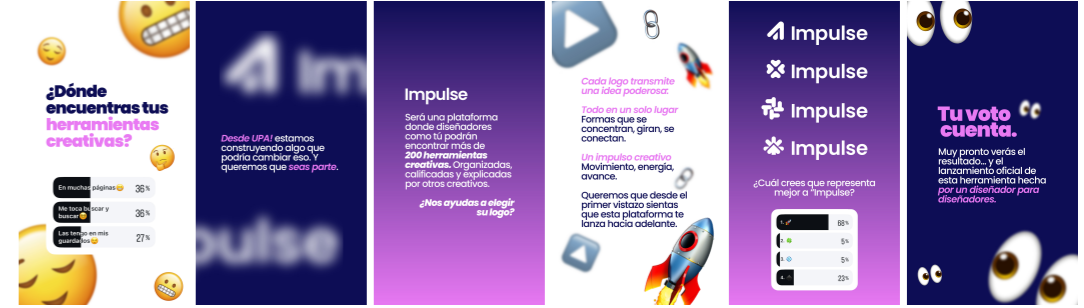 ¿Dónde
encuentras tus
herramientas
creativas?
En muchas páginas 36%
Me toca buscar y
buscar 36%
Las tengo en mis
guardados 27%
Impulse
Desde UPA! estamos
construyendo algo que
podría cambiar eso. Y
queremos que seas parte.
Impulse
Impulse
Será una plataforma
donde diseñadores
como tú podrán
encontrar más de
200 herramientas
creativas. Organizadas,
calificadas y explicadas
por otros creativos.
¿Nos ayudas a elegir
su logo?
Cada logo transmite
una idea poderosa:
Todo en un solo lugar
Formas que se
concentran, giran, se
conectan.
Un impulso creativo
Movimiento, energía,
avance.
Queremos que desde el
primer vistazo sientas
que esta plataforma te
lanza hacia adelante.
Impulse
Impulse
Impulse
Impulse
¿Cuál crees que representa
mejor a "Impulse?
1. 68%
2. 5%
3. 5%
4. 23%
Tu voto
cuenta.
Muy pronto verás el
resultado... y el
lanzamiento oficial de
esta herramienta hecha
por un diseñador para
diseñadores.